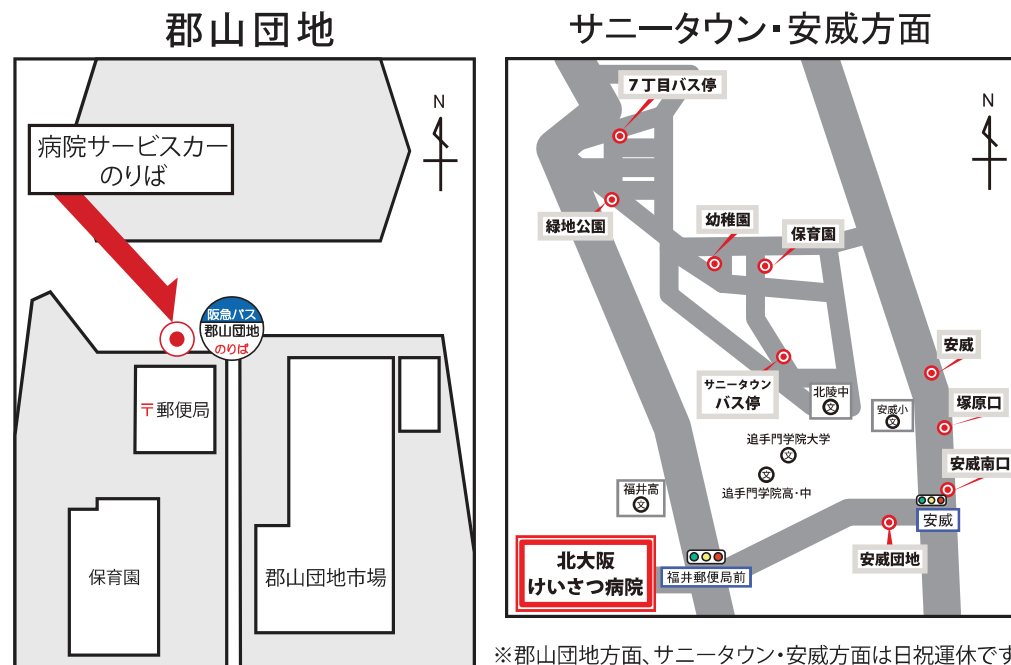 郡山団地
N
病院サービスカー
のりば
阪急バス
郡山団地
のりば
〒郵便局
保育園
郡山団地市場
サニータウン・安威方面
N
7丁目バス停
緑地公園
幼稚園
保育園
安威
サニータウン
バス停
北陵中
文
安威小
文
塚原口
追手門学院大学
文
文
追手門学院高・中
安威南口
福井高
文
安威
安威団地
北大阪
けいさつ病院
福井郵便局前
※郡山団地方面、サニータウン・安威方面は日祝運休です